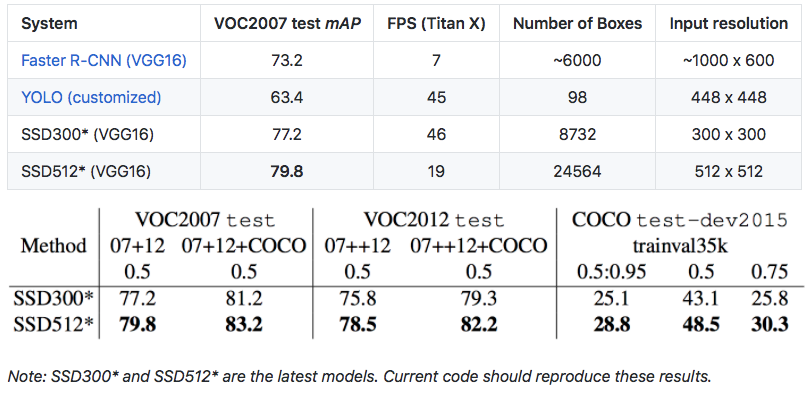 System VOC2007 test mAP FPS (Titan X) Number of Boxes Input resolution
Faster R-CNN (VGG16) 73.2 7 ~6000 ~1000 x 600
YOLO (customized) 63.4 45 98 448 x 448
SSD300* (VGG16) 77.2 46 8732 300 x 300
SSD512* (VGG16) 79.8 19 24564 512 x 512
VOC2007 test VOC2012 test COCO test-dev2015
Method 07+12 07+12+COCO 07++12 07++12+COCO trainval35k
0.5 0.5 0.5 0.5 0.5:0.95 0.5 0.75
SSD300* 77.2 81.2 75.8 79.3 25.1 43.1 25.8
SSD512* 79.8 83.2 78.5 82.2 28.8 48.5 30.3
Note: SSD300* and SSD512* are the latest models. Current code should reproduce these results.